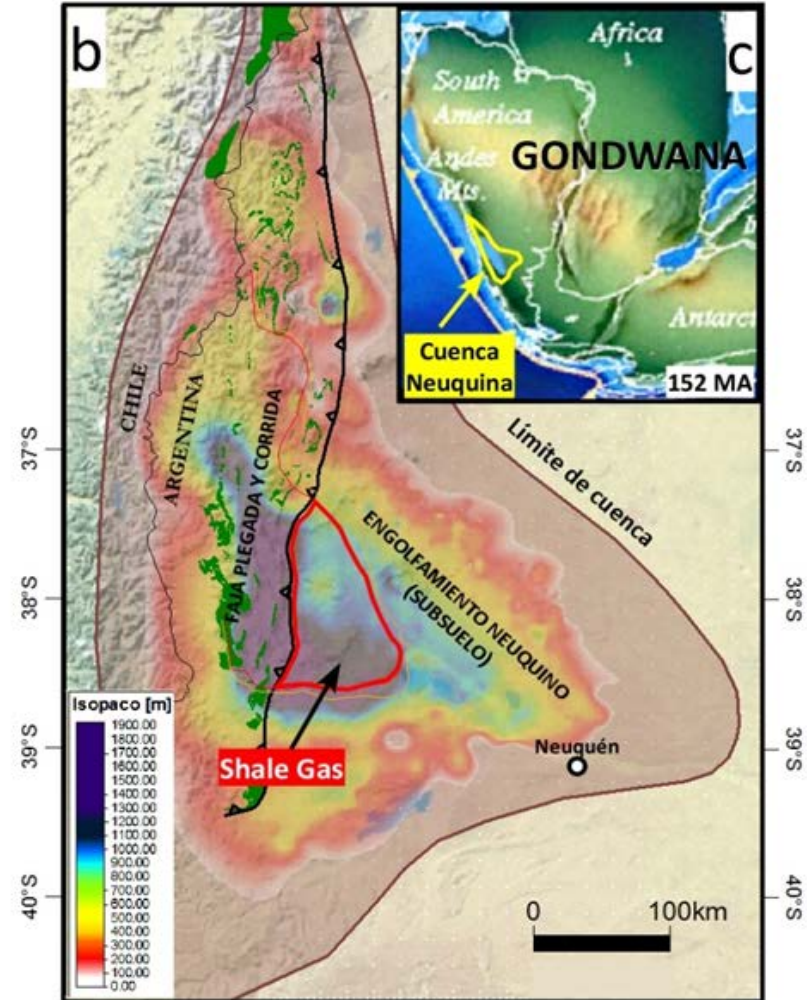 b
c
Africa
South
America
Andes
Mts.
GONDWANA
Antarct
Cuenca
Neuquina
152 MA
CHILE
ARGENTINA
FAJA PLEGADA Y CORRIDA
Límite de cuenca
ENGOLFAMIENTO NEUQUINO
(SUBSUELO)
37°S
37°S
38°S
38°S
39°S
39°S
40°S
40°S
Isopaco [m]
1900.00
1800.00
1700.00
1600.00
1500.00
1400.00
1300.00
1200.00
1100.00
1000.00
900.00
800.00
700.00
600.00
500.00
400.00
300.00
200.00
100.00
0.00
Shale Gas
Neuquén
0
100km